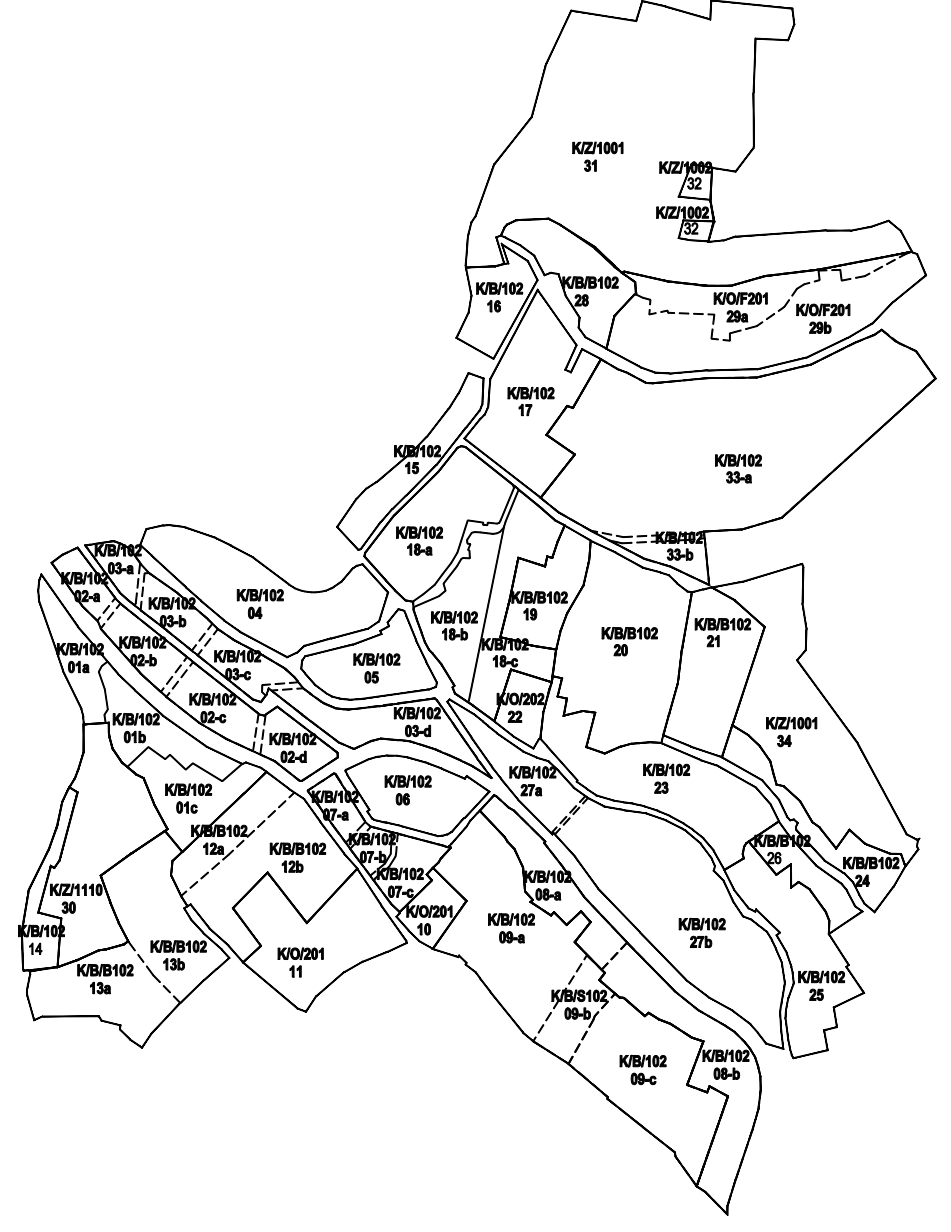 K/Z/1001
31
K/Z/1002
32
K/Z/1002
32
K/B/102
16
K/B/B102
28
K/O/F201
29a
K/O/F201
29b
K/B/102
17
K/B/102
15
K/B/102
33-a
K/B/102
18-a
K/B/102
33-b
K/B/102
03-a
K/B/102
02-a
K/B/102
03-b
K/B/102
04
K/B/B102
19
K/B/102
18-b
K/B/B102
20
K/B/B102
21
K/B/102
01a
K/B/102
02-b
K/B/102
03-c
K/B/102
05
K/B/102
18-c
K/O/202
22
K/B/102
02-c
K/B/102
01b
K/B/102
03-d
K/Z/1001
34
K/B/102
02-d
K/B/102
27a
K/B/102
23
K/B/102
06
K/B/102
01c
K/B/102
07-a
K/B/B102
12a
K/B/B102
12b
K/B/102
07-b
K/B/B102
26
K/B/B102
24
K/B/102
07-c
K/B/102
08-a
K/Z/1110
30
K/O/201
10
K/B/102
09-a
K/B/102
27b
K/B/102
14
K/B/B102
13b
K/O/201
11
K/B/B102
13a
K/B/102
25
K/B/S102
09-b
K/B/102
09-c
K/B/102
08-b